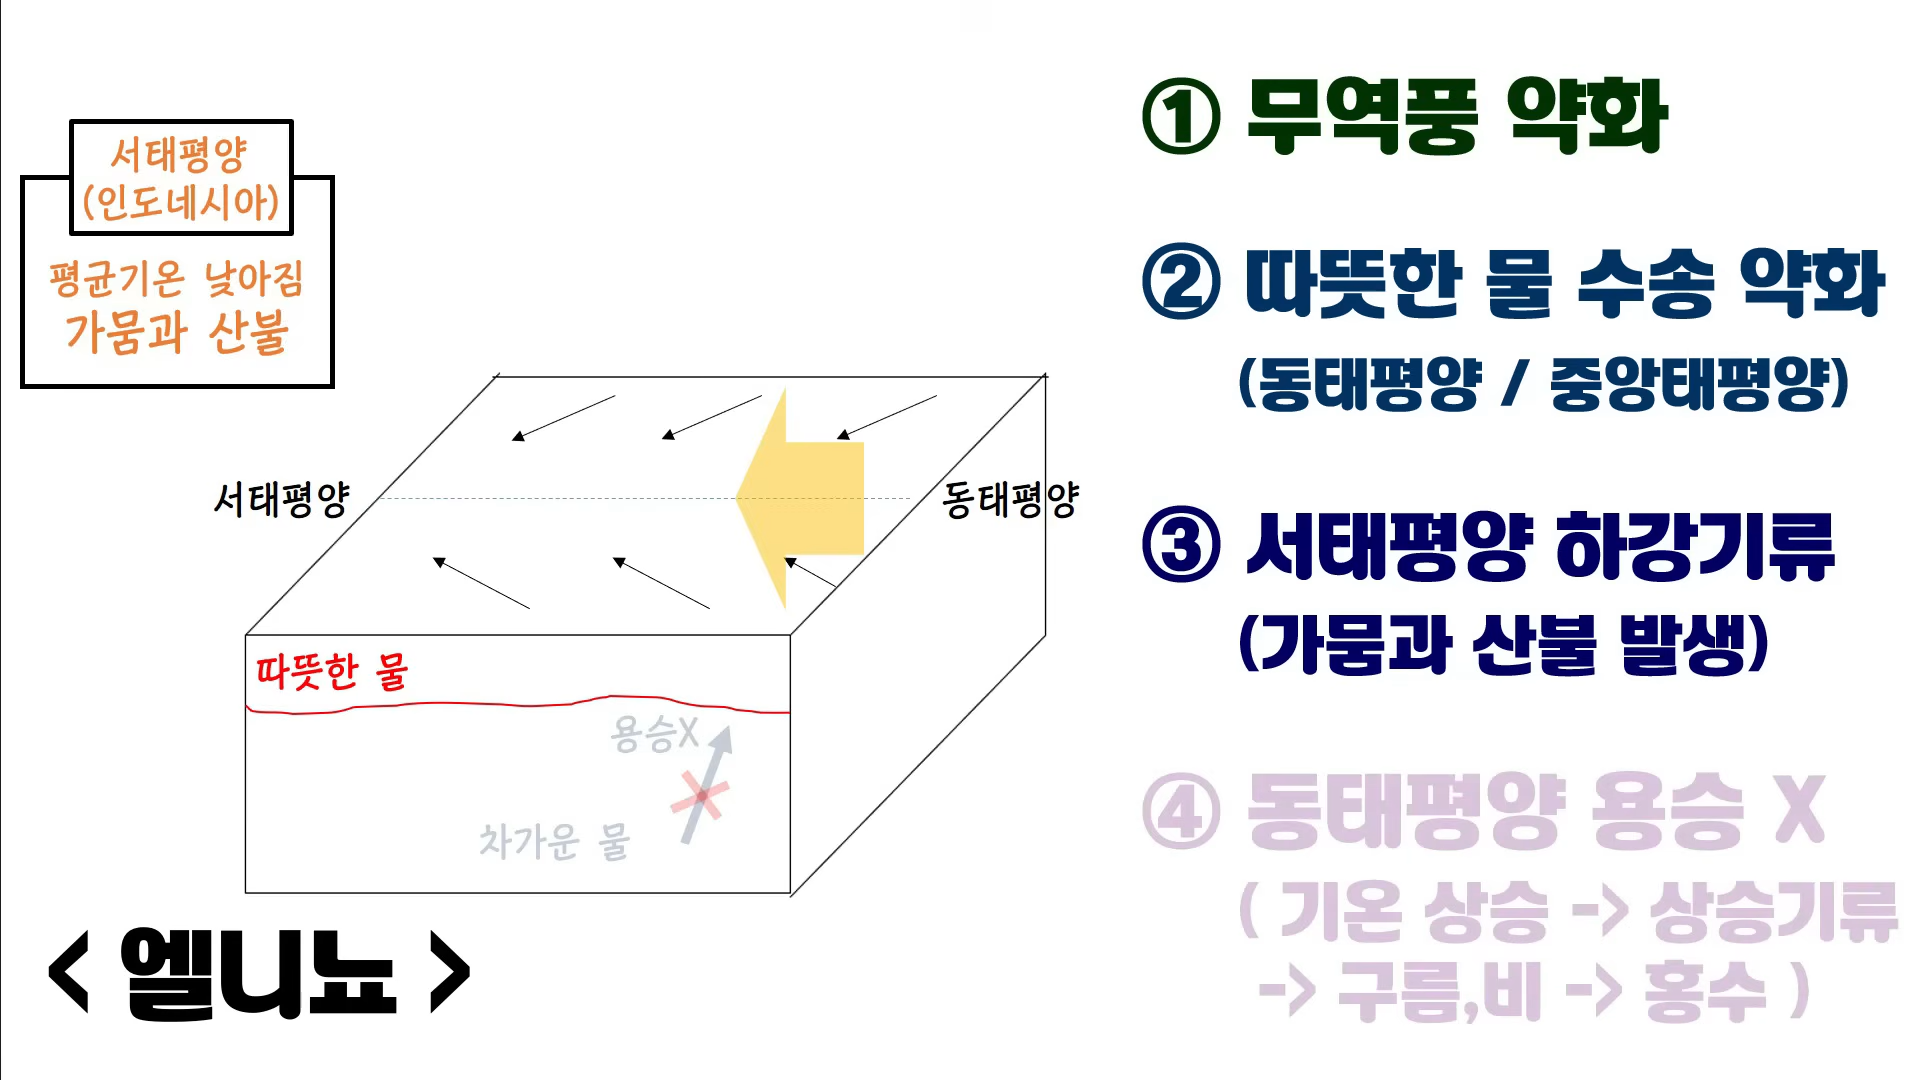 서태평양
(인도네시아)
평균기온 낮아짐
가뭄과 산불
서태평양
동태평양
따뜻한 물
용승X
차가운 물
< 엘니뇨 >
① 무역풍 약화
② 따뜻한 물 수송 약화
(동태평양 / 중앙태평양)
③ 서태평양 하강기류
(가뭄과 산불 발생)
④ 동태평양 용승 X
( 기온 상승 -> 상승기류
-> 구름,비 -> 홍수 )